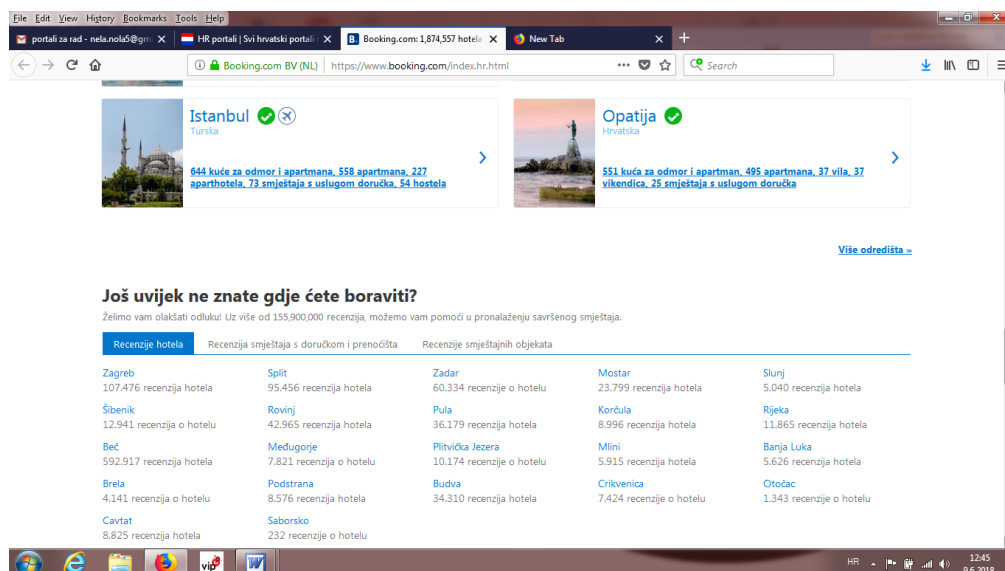 File Edit View History Bookmarks Tools Help
portali za rad - nela.nola5@gm
HR portali | Svi hrvatski portali
Booking.com: 1,874,557 hotela
New Tab
Booking.com BV (NL)
https://www.booking.com/index.hr.html
Search
Istanbul
Turska
644 kuće za odmor i apartmana, 558 apartmana, 227
aparthotela, 73 smještaja s uslugom doručka, 54 hostela
Opatija
Hrvatska
551 kuća za odmor i apartman, 495 apartmana, 37 vila, 37
vikendica, 25 smještaja s uslugom doručka
Više odredišta »
Još uvijek ne znate gdje ćete boraviti?
Želimo vam olakšati odluku! Uz više od 155,900,000 recenzija, možemo vam pomoći u pronalaženju savršenog smještaja.
Recenzije hotela
Recenzija smještaja s doručkom i prenoćišta
Recenzije smještajnih objekata
Zagreb
107.476 recenzija hotela
Split
95.456 recenzija hotela
Zadar
60.334 recenzije o hotelu
Mostar
23.799 recenzija hotela
Slunj
5.040 recenzija hotela
Šibenik
12.941 recenzija o hotelu
Rovinj
42.965 recenzija hotela
Pula
36.179 recenzija hotela
Korčula
8.996 recenzija hotela
Rijeka
11.865 recenzija hotela
Beč
592.917 recenzija hotela
Međugorje
7.821 recenzija o hotelu
Plitvička Jezera
10.174 recenzije o hotelu
Mlini
5.915 recenzija hotela
Banja Luka
5.626 recenzija hotela
Brela
4.141 recenzija o hotelu
Podstrana
8.576 recenzija hotela
Budva
34.310 recenzija hotela
Crikvenica
7.424 recenzije o hotelu
Otočac
1.343 recenzije o hotelu
Cavtat
8.825 recenzija hotela
Saborsko
232 recenzije o hotelu
vip
HR
12:45
9.6.2018